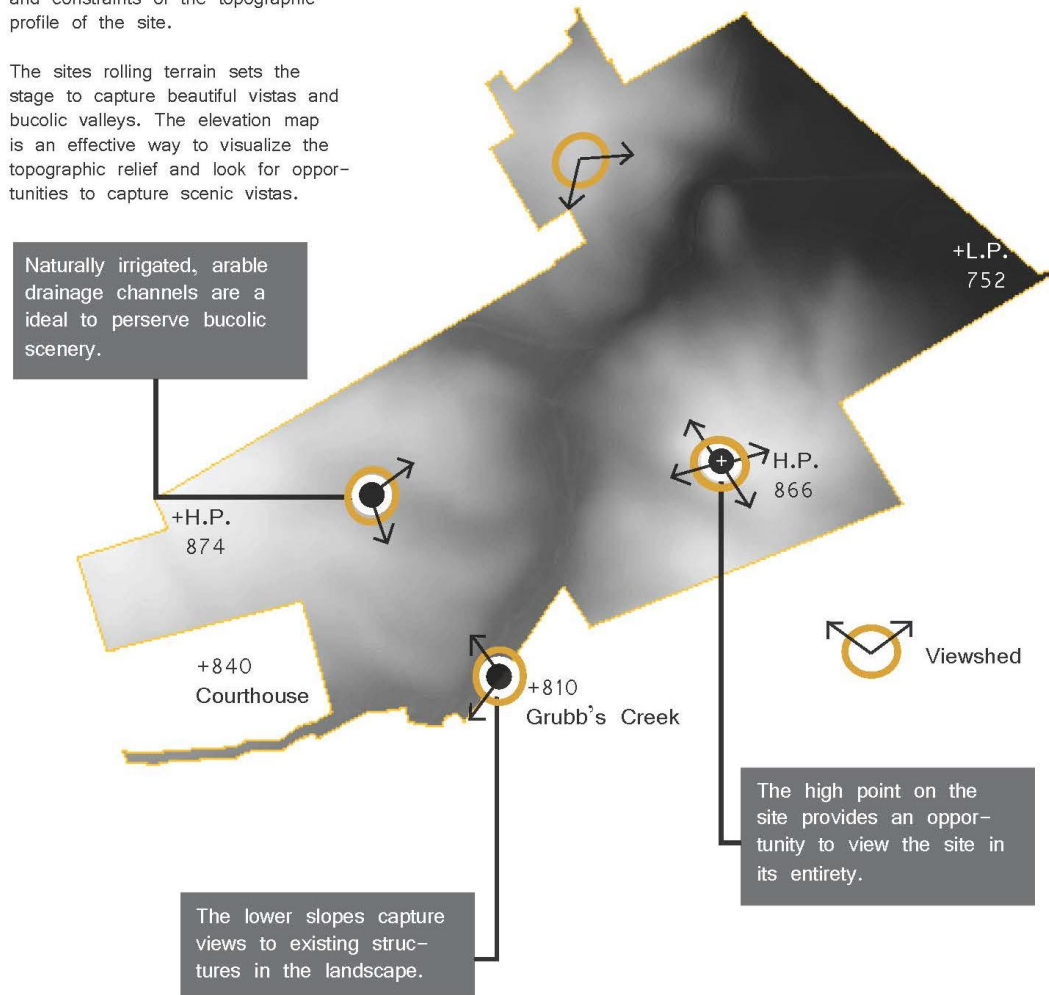 and constraints of the topographic
profile of the site.
The sites rolling terrain sets the
stage to capture beautiful vistas and
bucolic valleys. The elevation map
is an effective way to visualize the
topographic relief and look for oppor-
tunities to capture scenic vistas.
Naturally irrigated, arable
drainage channels are a
ideal to perserve bucolic
scenery.
+L.P.
752
+H.P.
874
+
H.P.
866
+840
Courthouse
+810
Grubb's Creek
Viewshed
The high point on the
site provides an oppor-
tunity to view the site in
its entirety.
The lower slopes capture
views to existing struc-
tures in the landscape.